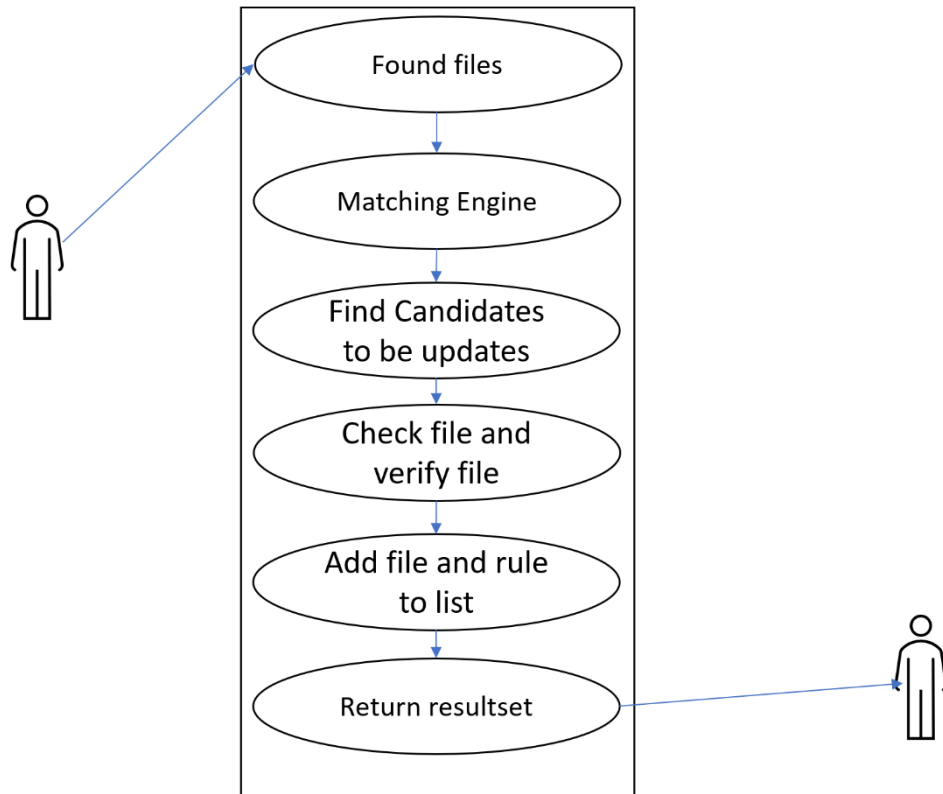 Found files
Matching Engine
Find Candidates
to be updates
Check file and
verify file
Add file and rule
to list
Return resultset